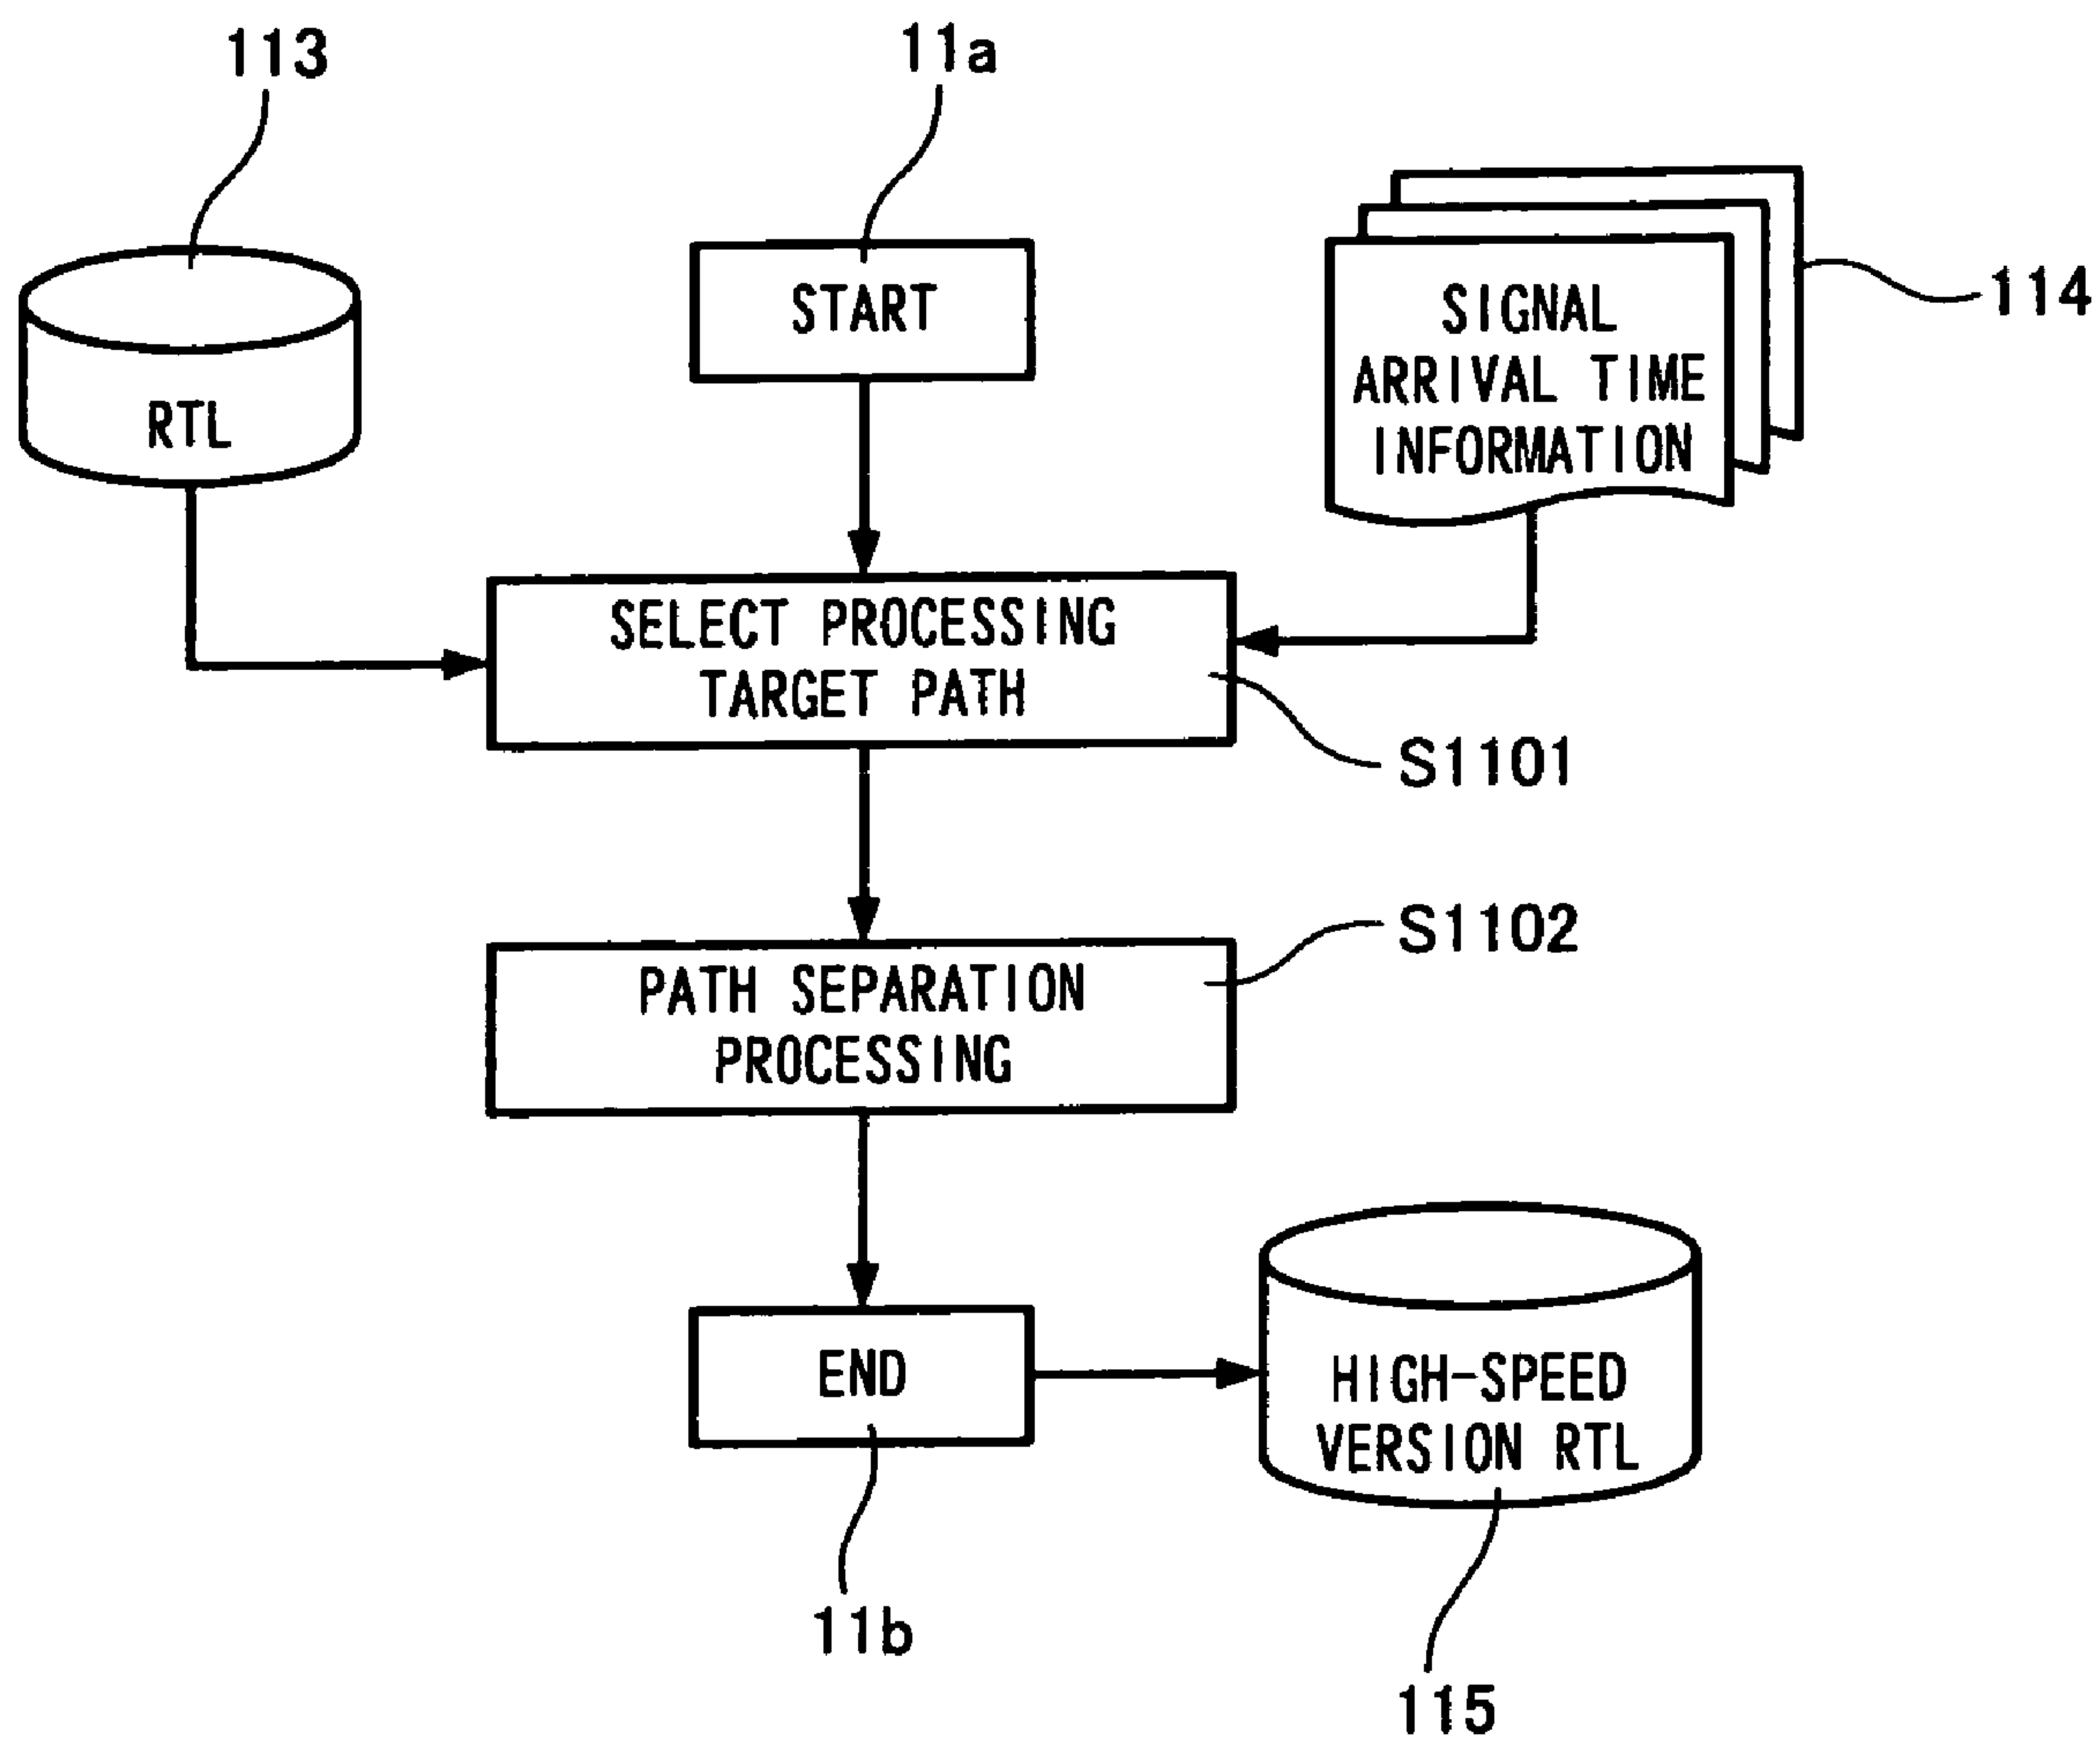 113
11a
RTL
START
SIGNAL
ARRIVAL TIME
INFORMATION
114
SELECT PROCESSING
TARGET PATH
S1101
PATH SEPARATION
PROCESSING
S1102
END
HIGH-SPEED
VERSION RTL
11b
115